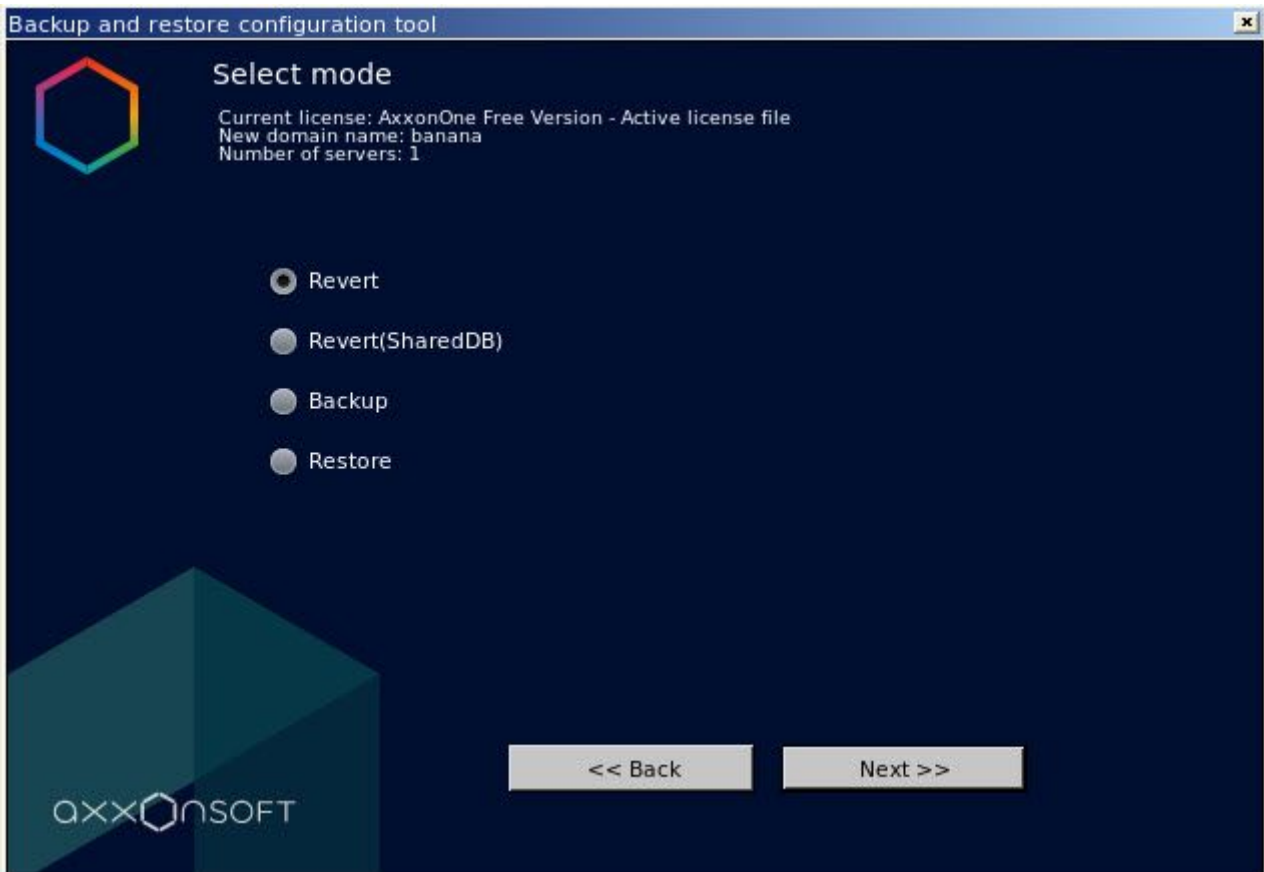 Backup and restore configuration tool
Select mode
Current license: AxxonOne Free Version - Active license file
New domain name: banana
Number of servers: 1
Revert
Revert(SharedDB)
Backup
Restore
<< Back
Next >>
axxonsoft